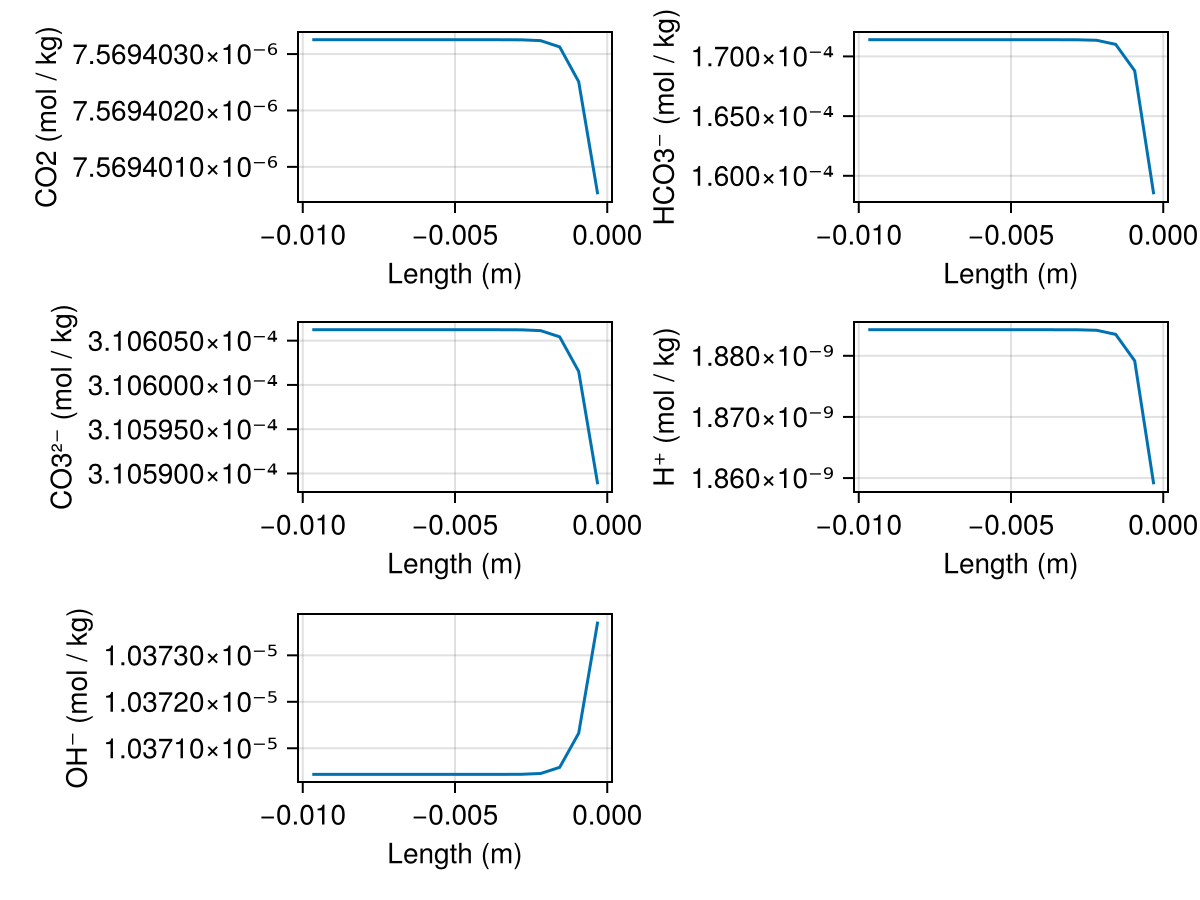 CO2 (mol / kg)
7.5694030×10⁻⁶
7.5694020×10⁻⁶
7.5694010×10⁻⁶
−0.010 −0.005 0.000
Length (m)
HCO3⁻ (mol / kg)
1.700×10⁻⁴
1.650×10⁻⁴
1.600×10⁻⁴
−0.010 −0.005 0.000
Length (m)
CO3²⁻ (mol / kg)
3.106050×10⁻⁴
3.106000×10⁻⁴
3.105950×10⁻⁴
3.105900×10⁻⁴
−0.010 −0.005 0.000
Length (m)
H⁺ (mol / kg)
1.880×10⁻⁹
1.870×10⁻⁹
1.860×10⁻⁹
−0.010 −0.005 0.000
Length (m)
OH⁻ (mol / kg)
1.03730×10⁻⁵
1.03720×10⁻⁵
1.03710×10⁻⁵
−0.010 −0.005 0.000
Length (m)